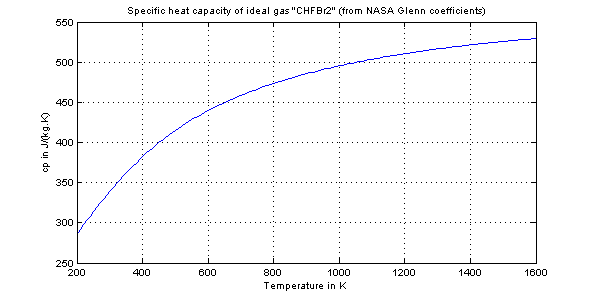 Specific heat capacity of ideal gas "CHFBr2" (from NASA Glenn coefficients)
cp in J/(kg.K)
550
500
450
400
350
300
250
200 400 600 800 1000 1200 1400 1600
Temperature in K